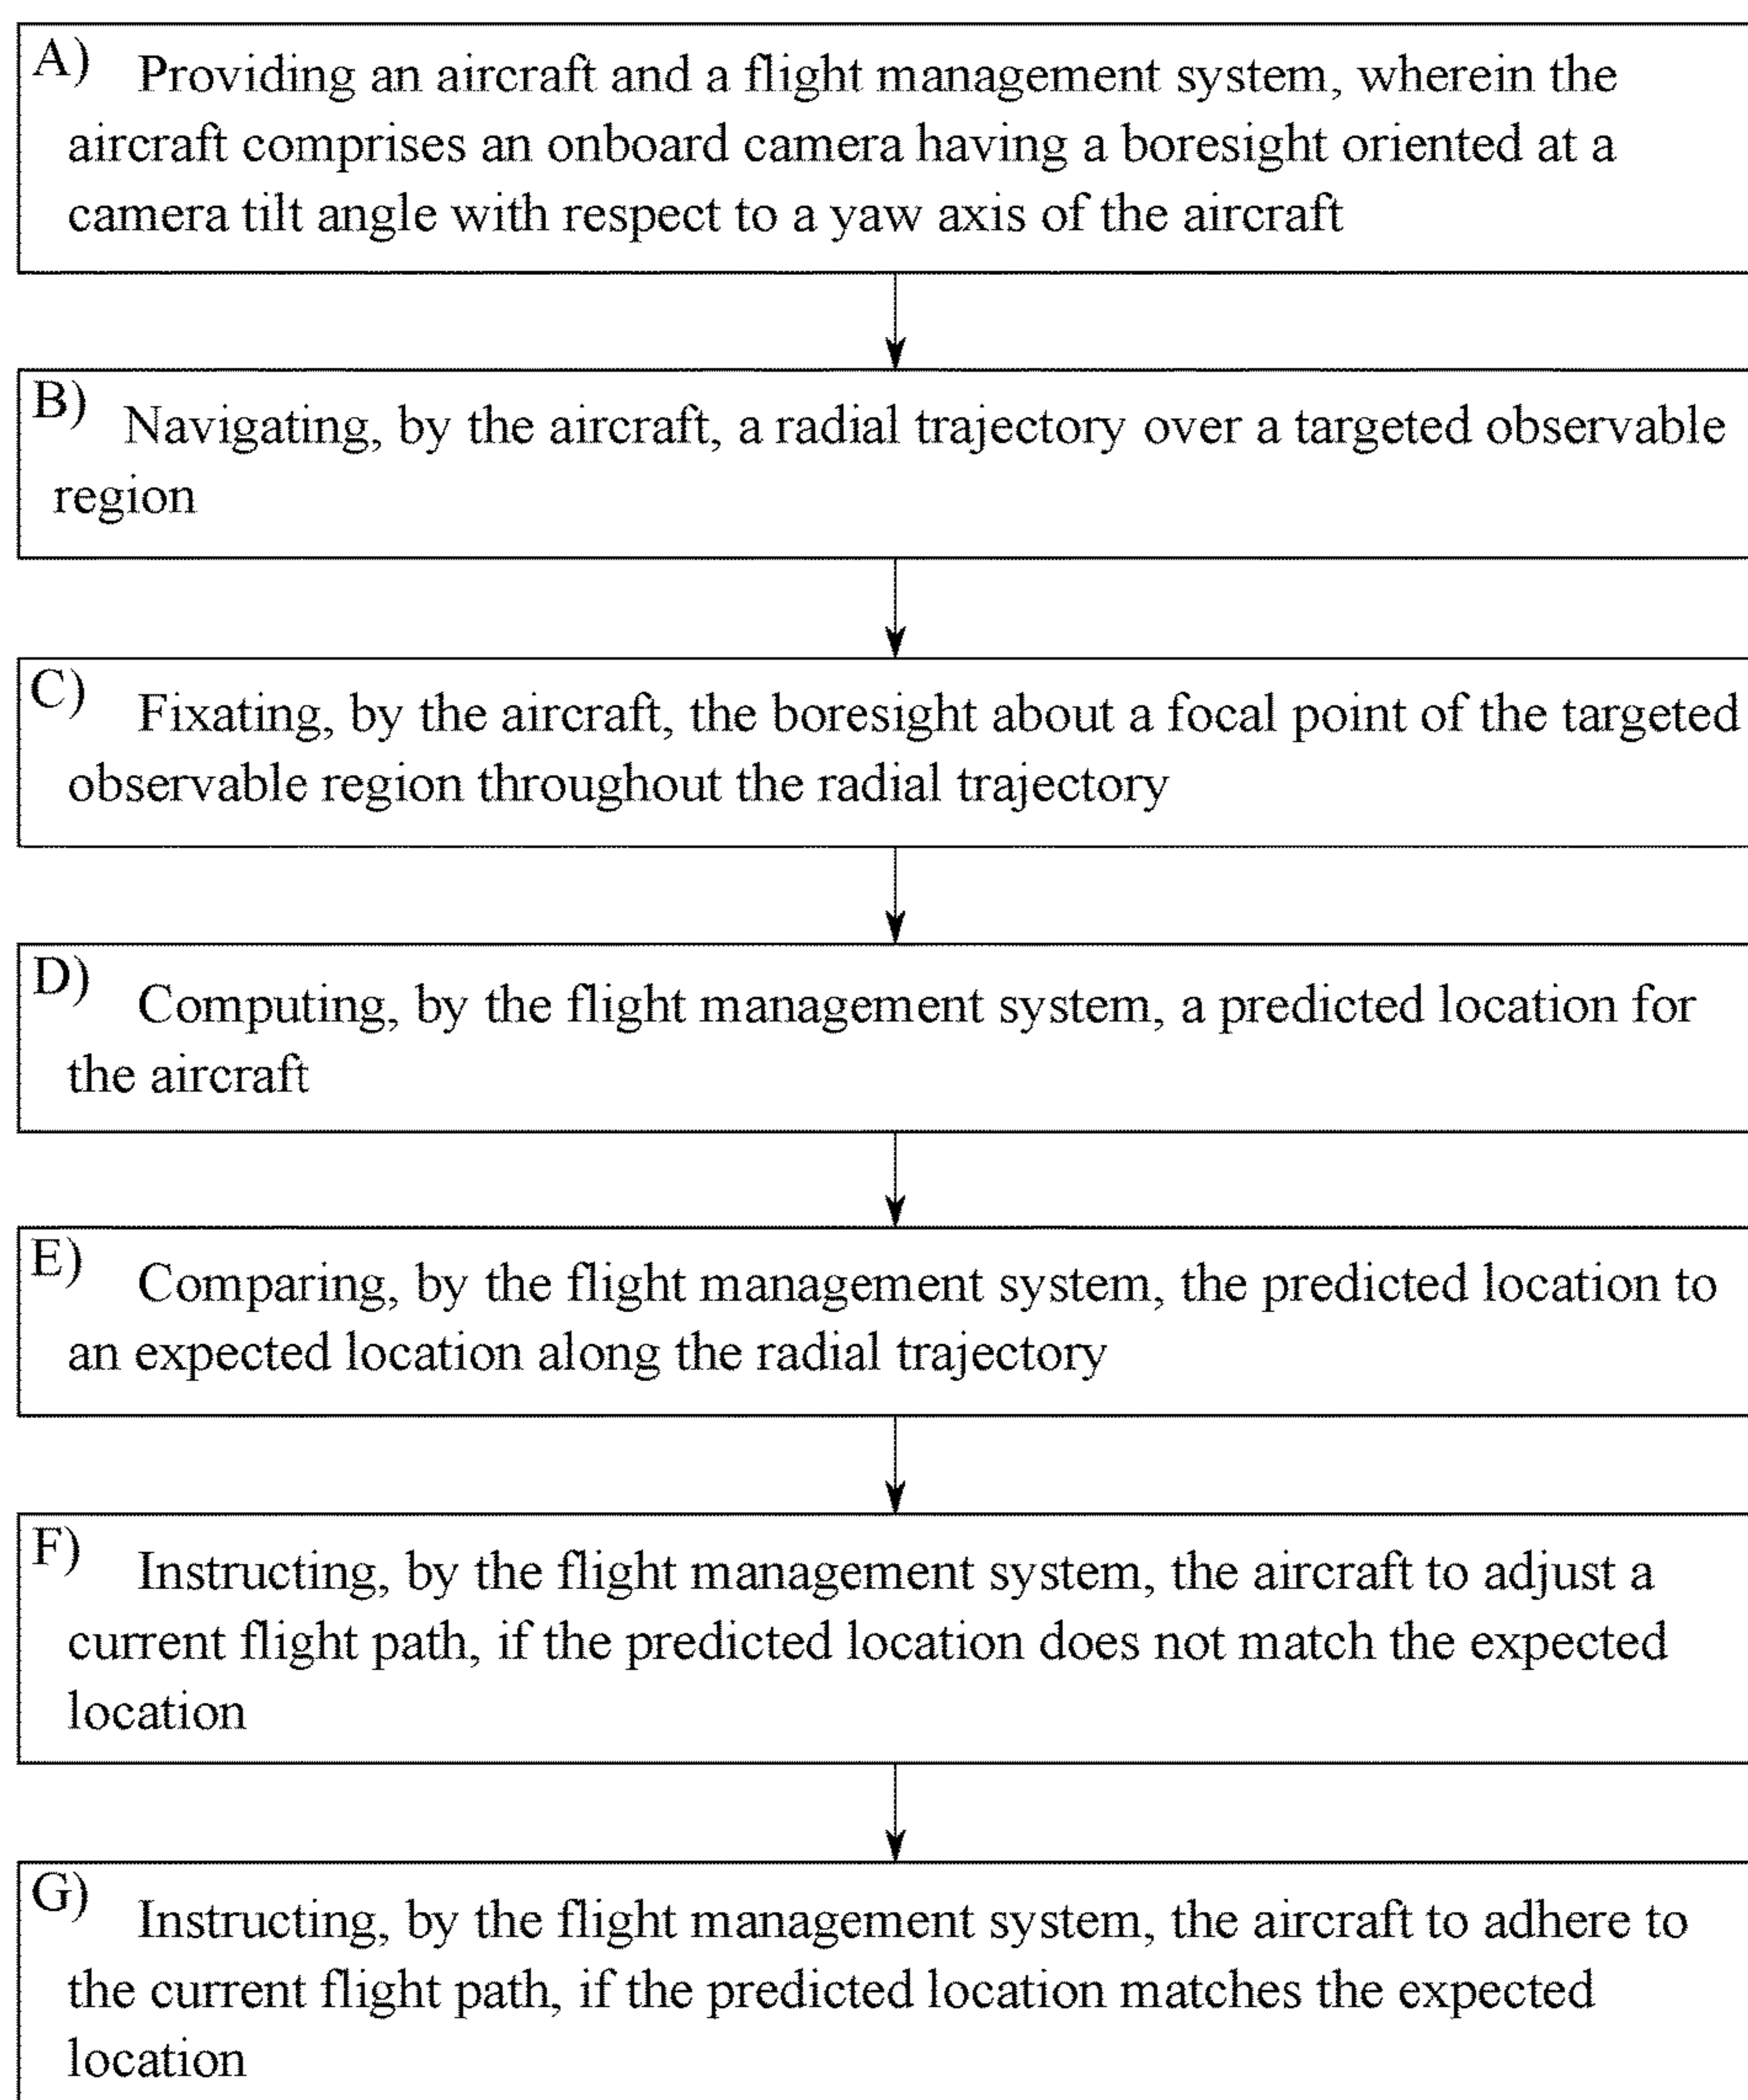 A) Providing an aircraft and a flight management system, wherein the
aircraft comprises an onboard camera having a boresight oriented at a
camera tilt angle with respect to a yaw axis of the aircraft
B) Navigating, by the aircraft, a radial trajectory over a targeted observable
region
C) Fixating, by the aircraft, the boresight about a focal point of the targeted
observable region throughout the radial trajectory
D) Computing, by the flight management system, a predicted location for
the aircraft
E) Comparing, by the flight management system, the predicted location to
an expected location along the radial trajectory
F) Instructing, by the flight management system, the aircraft to adjust a
current flight path, if the predicted location does not match the expected
location
G) Instructing, by the flight management system, the aircraft to adhere to
the current flight path, if the predicted location matches the expected
location